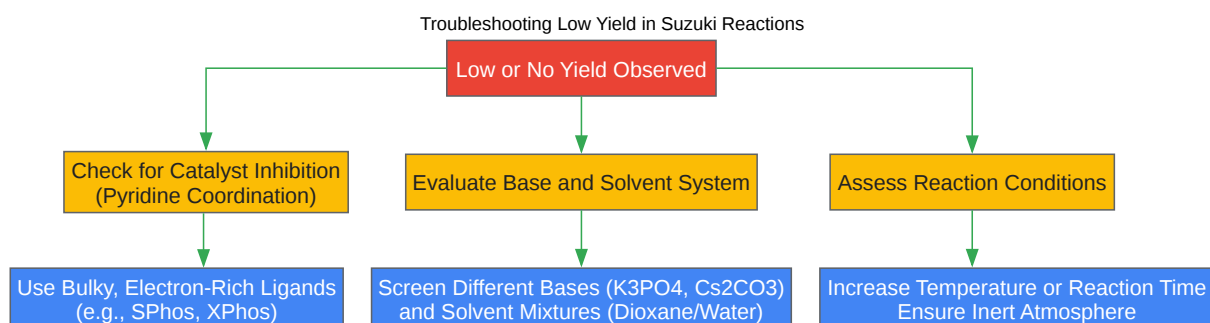 Troubleshooting Low Yield in Suzuki Reactions
Low or No Yield Observed
Check for Catalyst Inhibition
(Pyridine Coordination)
Evaluate Base and Solvent System
Assess Reaction Conditions
Use Bulky, Electron-Rich Ligands
(e.g., SPhos, XPhos)
Screen Different Bases (K3PO4, Cs2CO3)
and Solvent Mixtures (Dioxane/Water)
Increase Temperature or Reaction Time
Ensure Inert Atmosphere